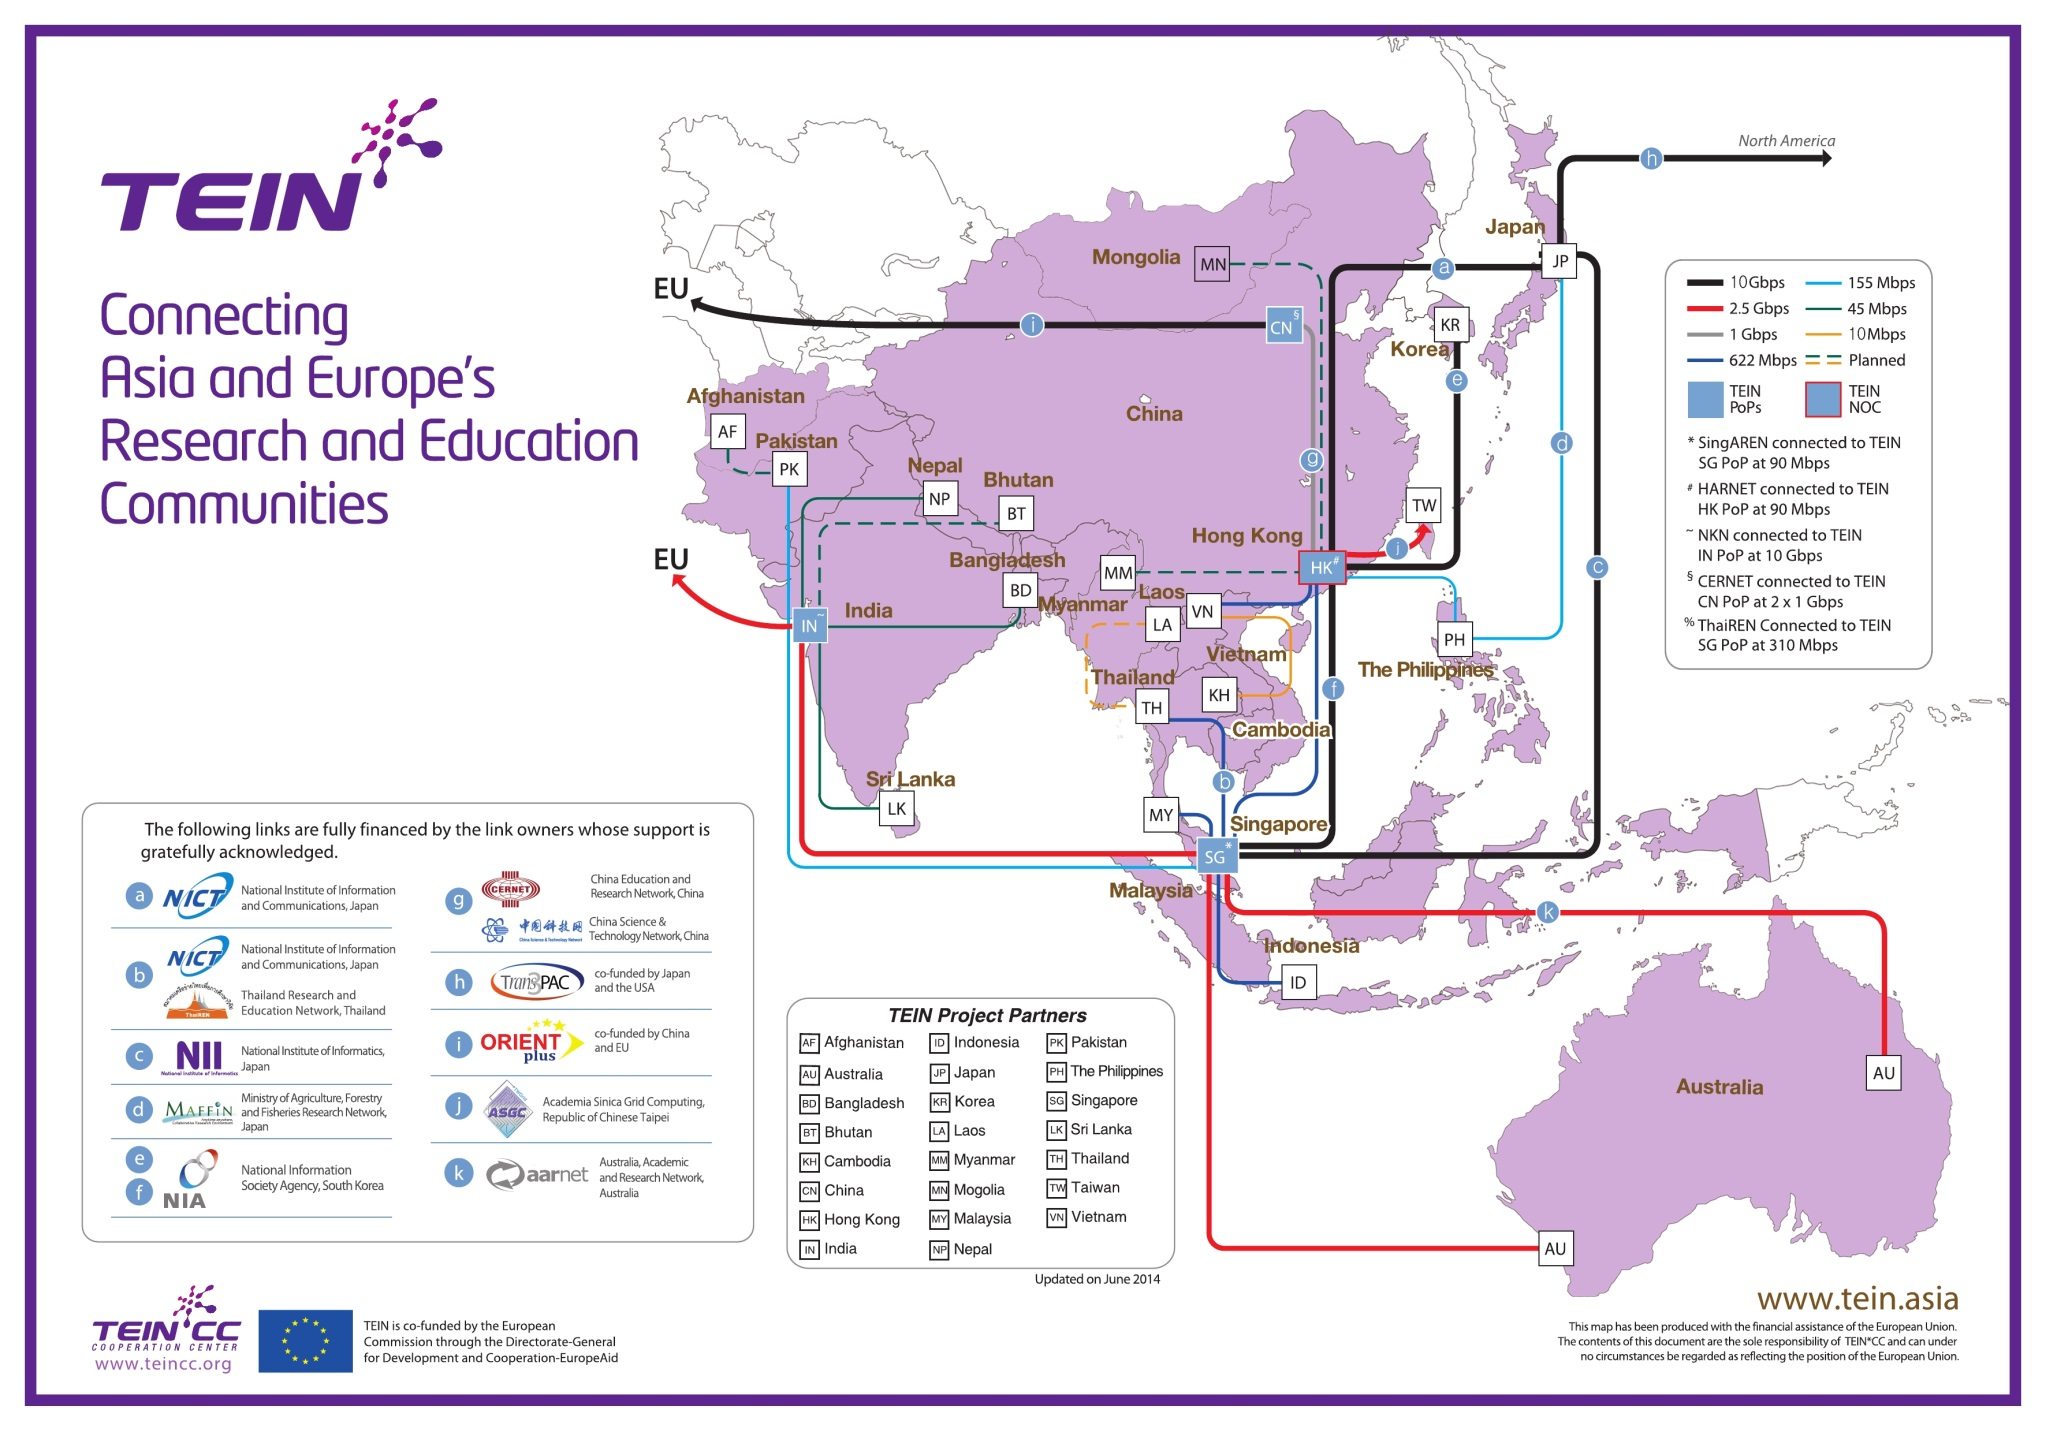 TEIN
Connecting
Asia and Europe's
Research and Education
Communities
North America
h
Japan
JP
Mongolia
MN
a
EU
i
CN§
KR
Korea
e
Afghanistan
AF
China
Pakistan
PK
g
d
Nepal
NP
Bhutan
BT
TW
Hong Kong
j
EU
Bangladesh
MM
HK#
c
BD
Myanmar
Laos
VN
IN~
India
LA
PH
Vietnam
The Philippines
Thailand
KH
f
TH
Cambodia
b
Sri Lanka
LK
MY
Singapore
SG*
Malaysia
k
Indonesia
ID
AU
Australia
AU
10Gbps
155 Mbps
2.5 Gbps
45 Mbps
1 Gbps
10Mbps
622 Mbps
Planned
TEIN
PoPs
TEIN
NOC
* SingAREN connected to TEIN
SG PoP at 90 Mbps
# HARNET connected to TEIN
HK PoP at 90 Mbps
~ NKN connected to TEIN
IN PoP at 10 Gbps
§ CERNET connected to TEIN
CN PoP at 2 x 1 Gbps
% ThaiREN Connected to TEIN
SG PoP at 310 Mbps
The following links are fully financed by the link owners whose support is
gratefully acknowledged.
a
NICT
National Institute of Information
and Communications, Japan
b
NICT
National Institute of Information
and Communications, Japan
ThaiREN
Thailand Research and
Education Network, Thailand
c
NII
National Institute of Informatics
National Institute of Informatics,
Japan
d
MAFFIN
Ministry of Agriculture, Forestry
and Fisheries Research Network,
Japan
e
f
NIA
National Information
Society Agency, South Korea
g
CERNET
China Education and
Research Network, China
中国科技网
China Science & Technology Network
China Science &
Technology Network, China
h
Trans3PAC
co-funded by Japan
and the USA
i
ORIENT
plus
co-funded by China
and EU
j
ASGC
Academia Sinica Grid Computing,
Republic of Chinese Taipei
k
aarnet
Australia, Academic
and Research Network,
Australia
TEIN Project Partners
AF Afghanistan
AU Australia
BD Bangladesh
BT Bhutan
KH Cambodia
CN China
HK Hong Kong
IN India
ID Indonesia
JP Japan
KR Korea
LA Laos
MM Myanmar
MN Mogolia
MY Malaysia
NP Nepal
PK Pakistan
PH The Philippines
SG Singapore
LK Sri Lanka
TH Thailand
TW Taiwan
VN Vietnam
Updated on June 2014
TEIN*CC
COOPERATION CENTER
www.teincc.org
TEIN is co-funded by the European
Commission through the Directorate-General
for Development and Cooperation-EuropeAid
www.tein.asia
This map has been produced with the financial assistance of the European Union.
The contents of this document are the sole responsibility of TEIN*CC and can under
no circumstances be regarded as reflecting the position of the European Union.